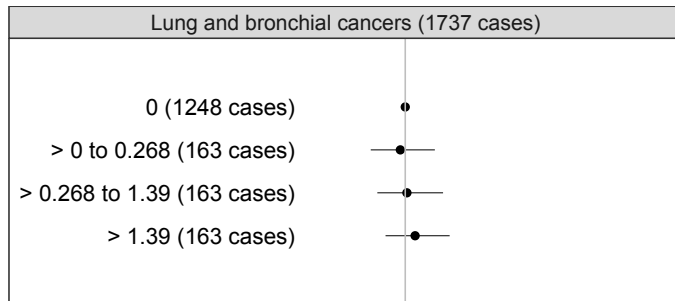 Lung and bronchial cancers (1737 cases)
0 (1248 cases)
> 0 to 0.268 (163 cases)
> 0.268 to 1.39 (163 cases)
> 1.39 (163 cases)